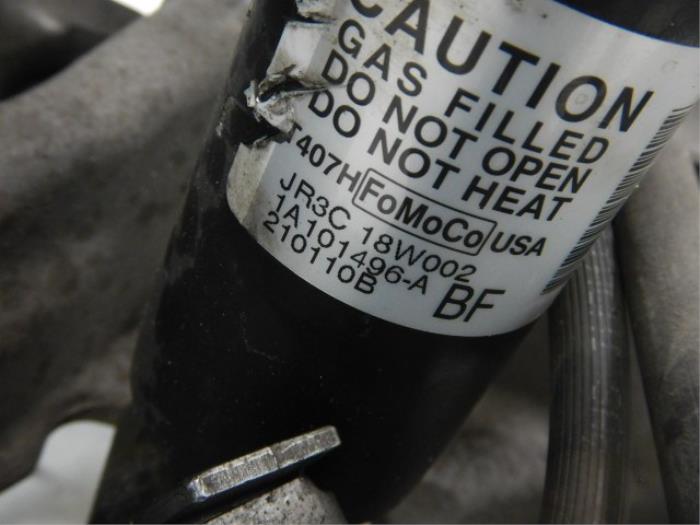 CAUTION
GAS FILLED
DO NOT OPEN
DO NOT HEAT
T407H FoMoCo USA
JR3C 18W002
1A101496-A
210110B BF